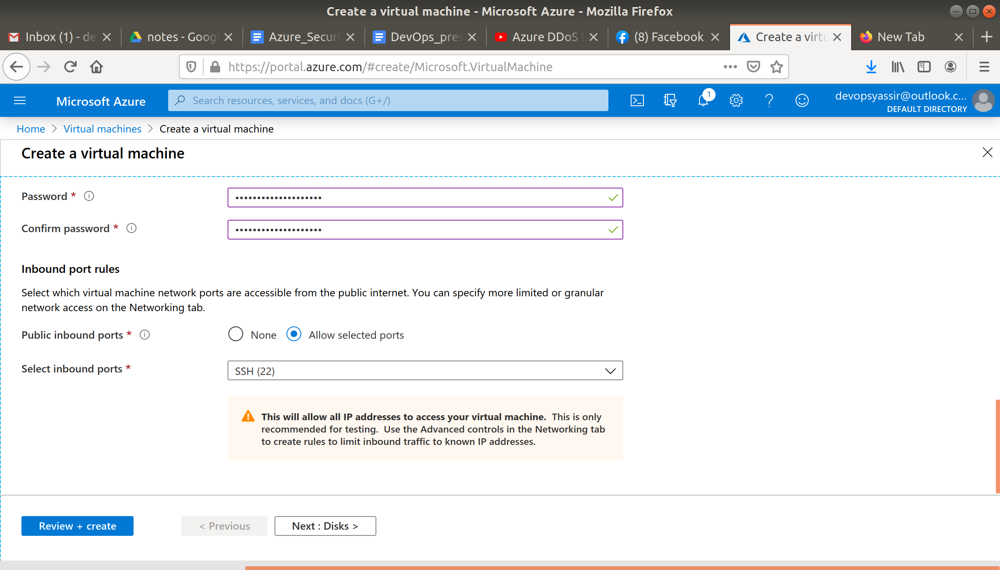 Create a virtual machine - Microsoft Azure - Mozilla Firefox
Inbox (1) - de
notes - Googl
Azure_Securi
DevOps_pres
Azure DDoS P
(8) Facebook
Create a virtu
New Tab
https://portal.azure.com/#create/Microsoft.VirtualMachine
Microsoft Azure
Search resources, services, and docs (G+/)
1
devopsyassir@outlook.c...
DEFAULT DIRECTORY
Home > Virtual machines > Create a virtual machine
Create a virtual machine
Password *
Confirm password *
Inbound port rules
Select which virtual machine network ports are accessible from the public internet. You can specify more limited or granular
network access on the Networking tab.
Public inbound ports *
None
Allow selected ports
Select inbound ports *
SSH (22)
This will allow all IP addresses to access your virtual machine. This is only
recommended for testing. Use the Advanced controls in the Networking tab
to create rules to limit inbound traffic to known IP addresses.
Review + create
< Previous
Next : Disks >